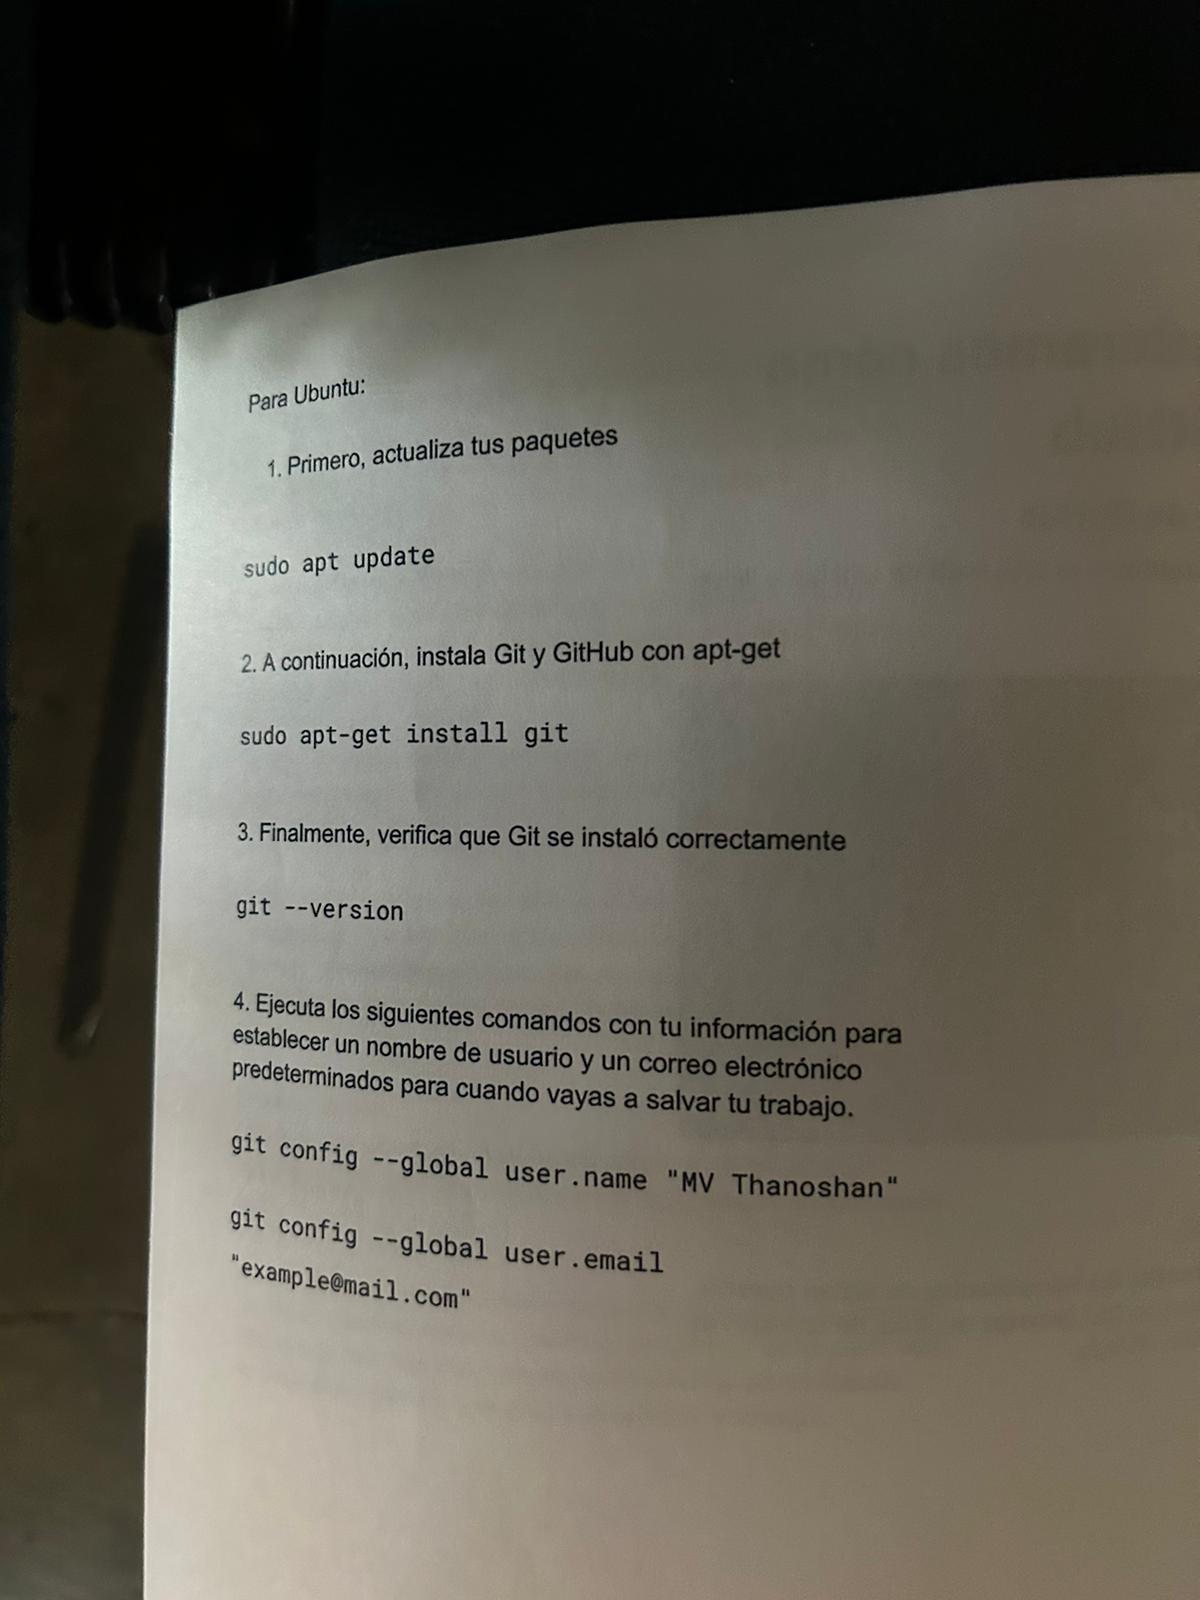 Para Ubuntu:
1. Primero, actualiza tus paquetes
sudo apt update
2. A continuación, instala Git y GitHub con apt-get
sudo apt-get install git
3. Finalmente, verifica que Git se instaló correctamente
git --version
4. Ejecuta los siguientes comandos con tu información para
establecer un nombre de usuario y un correo electrónico
predeterminados para cuando vayas a salvar tu trabajo.
git config --global user.name "MV Thanoshan"
git config --global user.email
"example@mail.com"